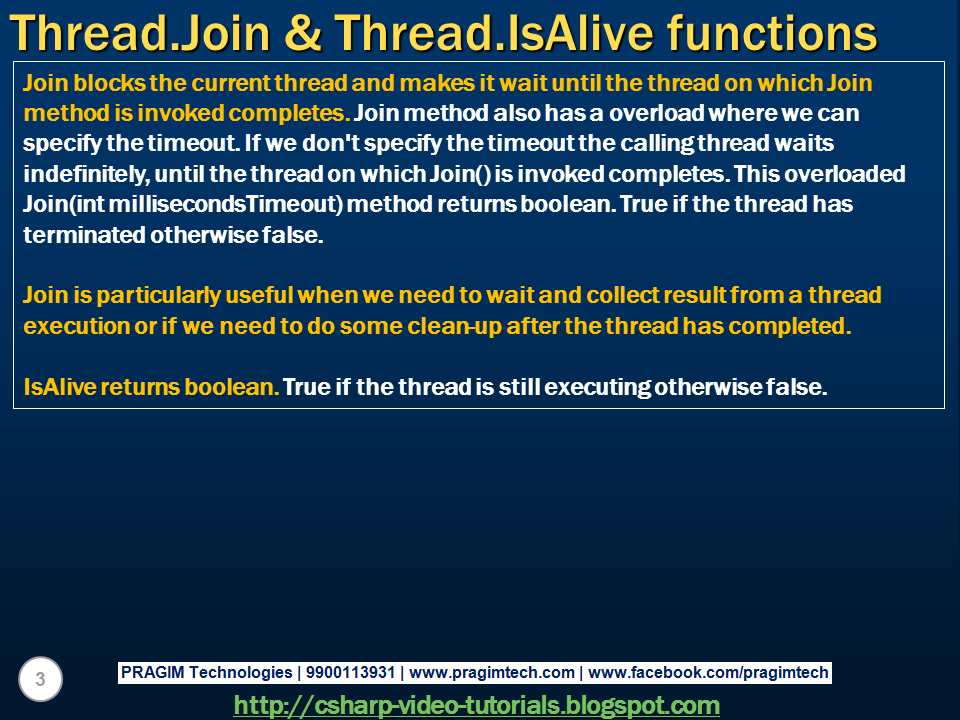 Thread.Join & Thread.IsAlive functions
Join blocks the current thread and makes it wait until the thread on which Join
method is invoked completes. Join method also has a overload where we can
specify the timeout. If we don't specify the timeout the calling thread waits
indefinitely, until the thread on which Join() is invoked completes. This overloaded
Join(int millisecondsTimeout) method returns boolean. True if the thread has
terminated otherwise false.
Join is particularly useful when we need to wait and collect result from a thread
execution or if we need to do some clean-up after the thread has completed.
IsAlive returns boolean. True if the thread is still executing otherwise false.
3
PRAGIM Technologies | 9900113931 | www.pragimtech.com | www.facebook.com/pragimtech
http://csharp-video-tutorials.blogspot.com